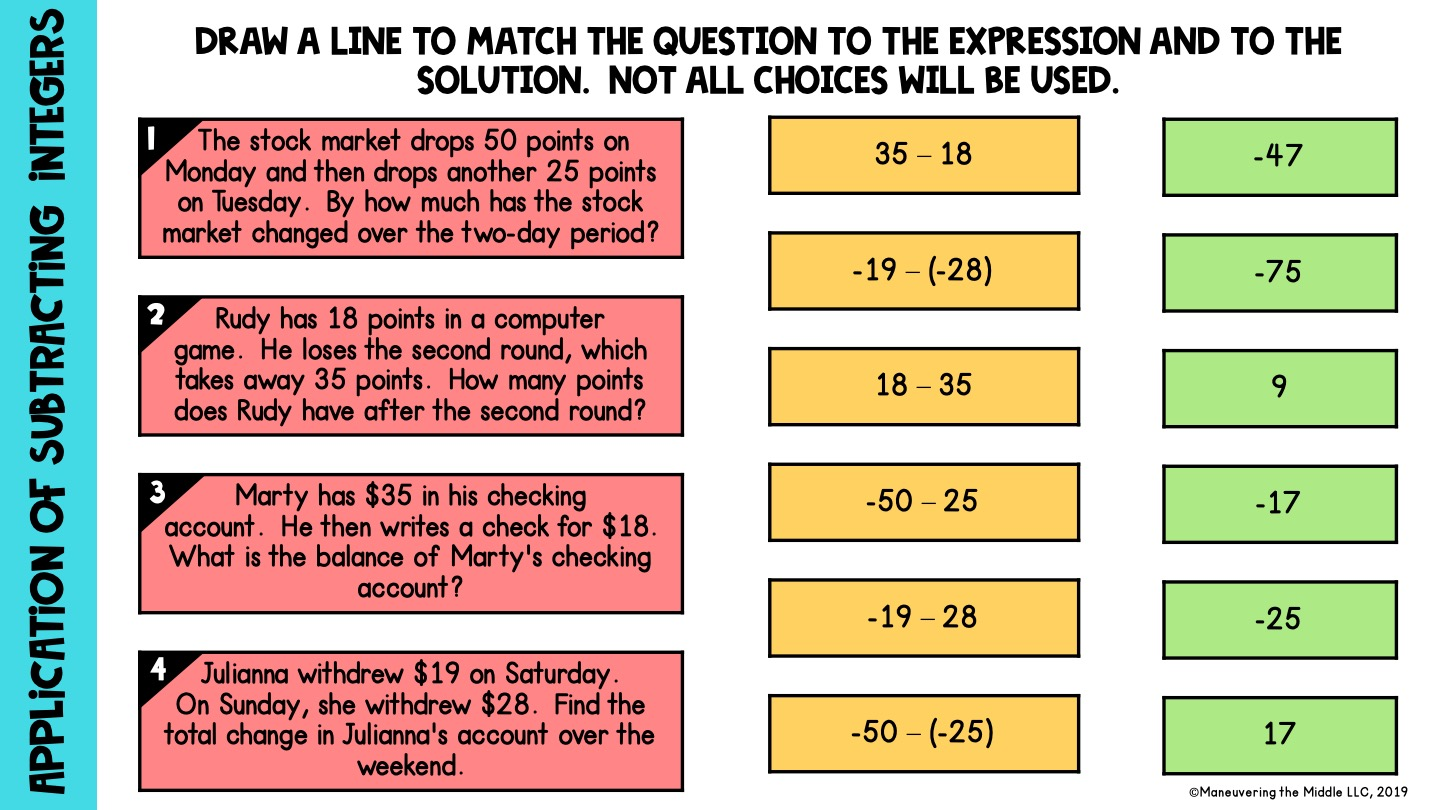 APPLiCATiON OF SUBTRACTiNG iNTEGERS
DRAW A LINE TO MATCH THE QUESTION TO THE EXPRESSION AND TO THE
SOLUTION. NOT ALL CHOICES WILL BE USED.
1
The stock market drops 50 points on
Monday and then drops another 25 points
on Tuesday. By how much has the stock
market changed over the two-day period?
2
Rudy has 18 points in a computer
game. He loses the second round, which
takes away 35 points. How many points
does Rudy have after the second round?
3
Marty has $35 in his checking
account. He then writes a check for $18.
What is the balance of Marty's checking
account?
4
Julianna withdrew $19 on Saturday.
On Sunday, she withdrew $28. Find the
total change in Julianna's account over the
weekend.
35 – 18
-19 – (-28)
18 – 35
-50 – 25
-19 – 28
-50 – (-25)
-47
-75
9
-17
-25
17
©Maneuvering the Middle LLC, 2019